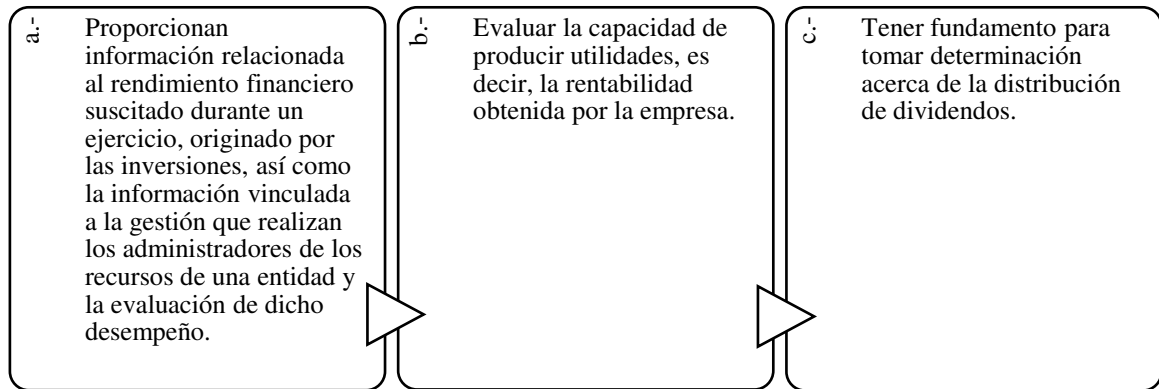 a.-
Proporcionan
información relacionada
al rendimiento financiero
suscitado durante un
ejercicio, originado por
las inversiones, así como
la información vinculada
a la gestión que realizan
los administradores de los
recursos de una entidad y
la evaluación de dicho
desempeño.
b.-
Evaluar la capacidad de
producir utilidades, es
decir, la rentabilidad
obtenida por la empresa.
c.-
Tener fundamento para
tomar determinación
acerca de la distribución
de dividendos.